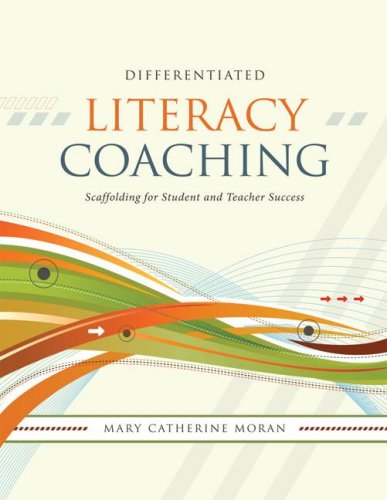 DIFFERENTIATED
LITERACY
COACHING
Scaffolding for Student and Teacher Success
MARY CATHERINE MORAN